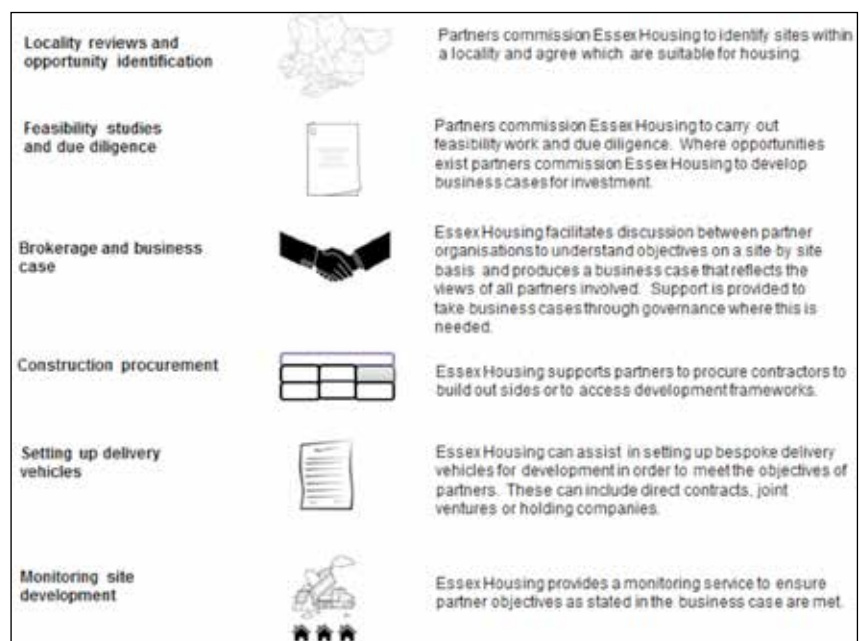 Locality reviews and
opportunity identification
Partners commission Essex Housing to identify sites within
a locality and agree which are suitable for housing.
Feasibility studies
and due diligence
Partners commission Essex Housing to carry out
feasibility work and due diligence. Where opportunities
exist partners commission Essex Housing to develop
business cases for investment.
Brokerage and business
case
Essex Housing facilitates discussion between partner
organisations to understand objectives on a site by site
basis and produces a business case that reflects the
views of all partners involved. Support is provided to
take business cases through governance where this is
needed.
Construction procurement
Essex Housing supports partners to procure contractors to
build out sides or to access development frameworks.
Setting up delivery
vehicles
Essex Housing can assist in setting up bespoke delivery
vehicles for development in order to meet the objectives of
partners. These can include direct contracts, joint
ventures or holding companies.
Monitoring site
development
Essex Housing provides a monitoring service to ensure
partner objectives as stated in the business case are met.